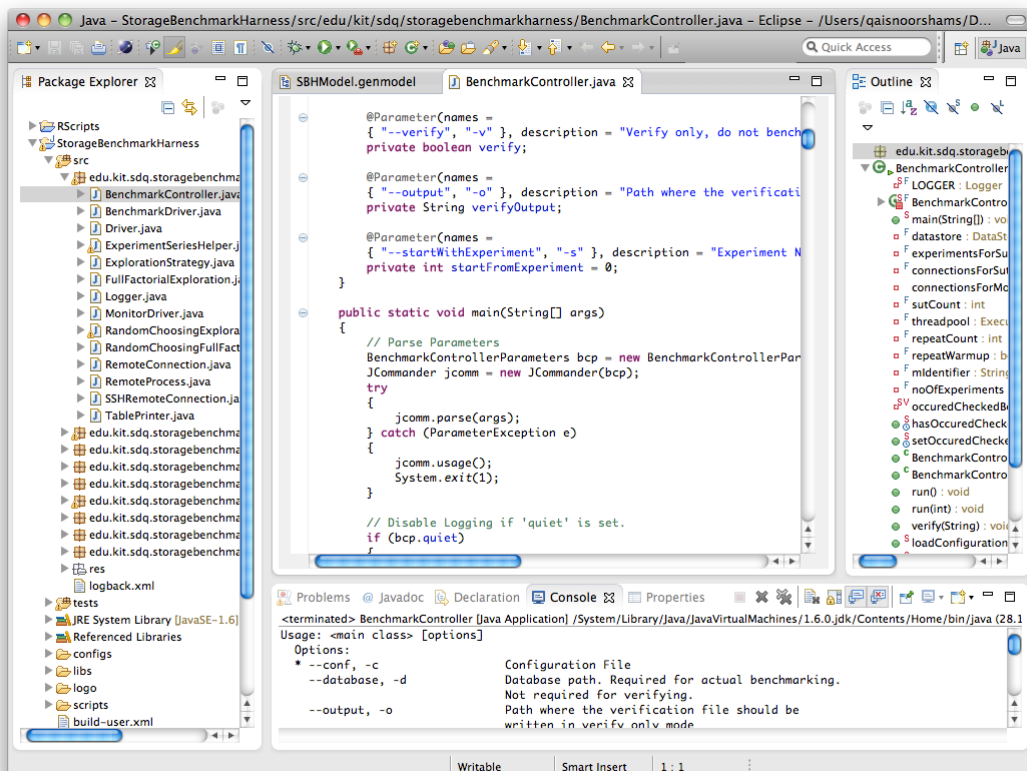 Java – StorageBenchmarkHarness/src/edu/kit/sdq/storagebenchmarkharness/BenchmarkController.java – Eclipse – /Users/qaisnoorshams/D...
Quick Access
Java
Package Explorer
RScripts
StorageBenchmarkHarness
src
edu.kit.sdq.storagebenchma
BenchmarkController.java
BenchmarkDriver.java
Driver.java
ExperimentSeriesHelper.j
ExplorationStrategy.java
FullFactorialExploration.j
Logger.java
MonitorDriver.java
RandomChoosingExplora
RandomChoosingFullFact
RemoteConnection.java
RemoteProcess.java
SSHRemoteConnection.ja
TablePrinter.java
edu.kit.sdq.storagebenchma
edu.kit.sdq.storagebenchma
edu.kit.sdq.storagebenchma
edu.kit.sdq.storagebenchma
edu.kit.sdq.storagebenchma
edu.kit.sdq.storagebenchma
edu.kit.sdq.storagebenchma
edu.kit.sdq.storagebenchma
res
logback.xml
tests
JRE System Library [JavaSE-1.6]
Referenced Libraries
configs
libs
logo
scripts
build-user.xml
SBHModel.genmodel
BenchmarkController.java
@Parameter(names =
{ "--verify", "-v" }, description = "Verify only, do not bench
private boolean verify;
@Parameter(names =
{ "--output", "-o" }, description = "Path where the verificati
private String verifyOutput;
@Parameter(names =
{ "--startWithExperiment", "-s" }, description = "Experiment N
private int startFromExperiment = 0;
}
public static void main(String[] args)
{
// Parse Parameters
BenchmarkControllerParameters bcp = new BenchmarkControllerPar
JCommander jcomm = new JCommander(bcp);
try
{
jcomm.parse(args);
} catch (ParameterException e)
{
jcomm.usage();
System.exit(1);
}
// Disable Logging if 'quiet' is set.
if (bcp.quiet)
{
Outline
edu.kit.sdq.storagebe
BenchmarkController
LOGGER : Logger
BenchmarkContro
main(String[]) : voi
datastore : DataSt
experimentsForSu
connectionsForSut
connectionsForMo
sutCount : int
threadpool : Execu
repeatCount : int
repeatWarmup : b
mIdentifier : String
noOfExperiments
occuredCheckedBe
hasOccuredChecke
setOccuredChecke
BenchmarkContro
BenchmarkContro
run() : void
run(int) : void
verify(String) : voi
loadConfiguration
Problems
@ Javadoc
Declaration
Console
Properties
<terminated> BenchmarkController [Java Application] /System/Library/Java/JavaVirtualMachines/1.6.0.jdk/Contents/Home/bin/java (28.1
Usage: <main class> [options]
Options:
* --conf, -c Configuration File
--database, -d Database path. Required for actual benchmarking.
Not required for verifying.
--output, -o Path where the verification file should be
written in verify only mode
Writable
Smart Insert
1 : 1